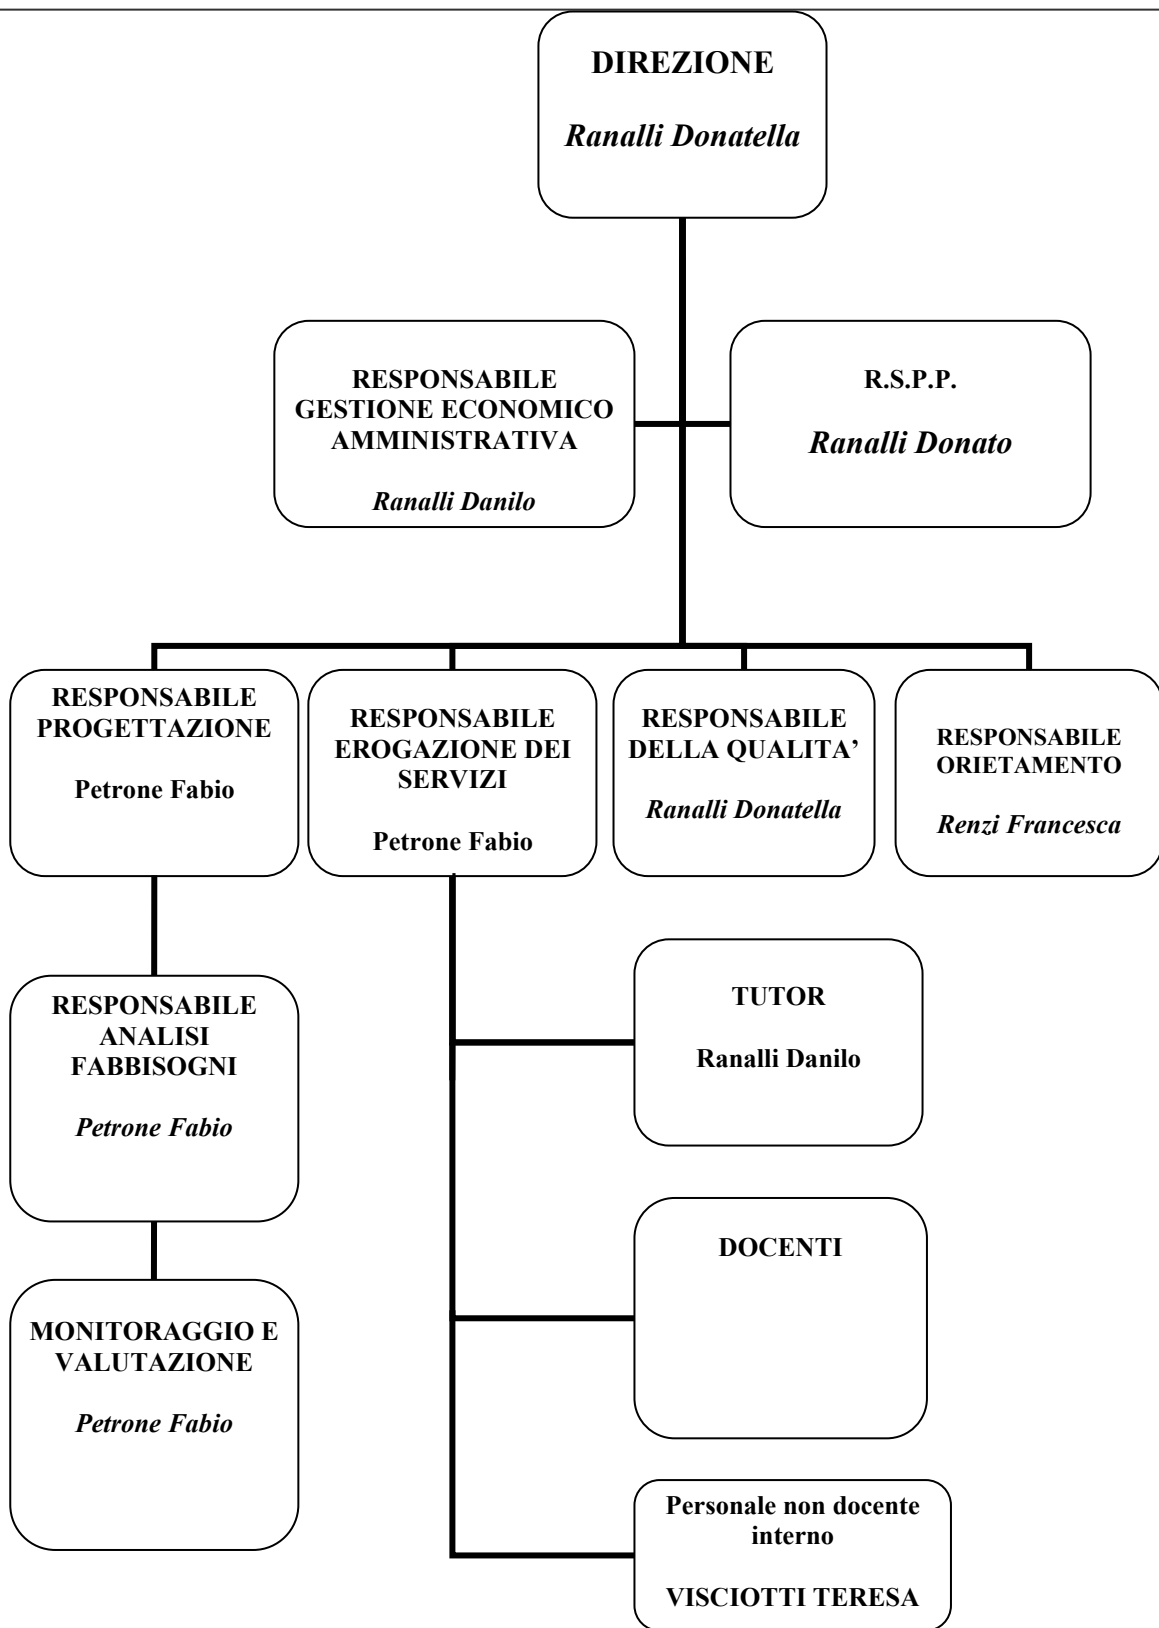 DIREZIONE
Ranalli Donatella
RESPONSABILE
GESTIONE ECONOMICO
AMMINISTRATIVA
Ranalli Danilo
R.S.P.P.
Ranalli Donato
RESPONSABILE
PROGETTAZIONE
Petrone Fabio
RESPONSABILE
EROGAZIONE DEI
SERVIZI
Petrone Fabio
RESPONSABILE
DELLA QUALITA’
Ranalli Donatella
RESPONSABILE
ORIETAMENTO
Renzi Francesca
RESPONSABILE
ANALISI
FABBISOGNI
Petrone Fabio
TUTOR
Ranalli Danilo
DOCENTI
MONITORAGGIO E
VALUTAZIONE
Petrone Fabio
Personale non docente
interno
VISCIOTTI TERESA